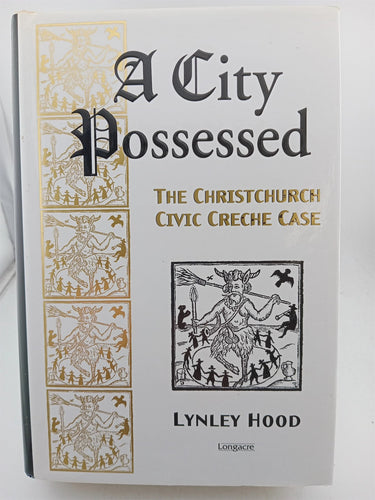 A City
Possessed
THE CHRISTCHURCH
CIVIC CRECHE CASE
LYNLEY HOOD
Longacre